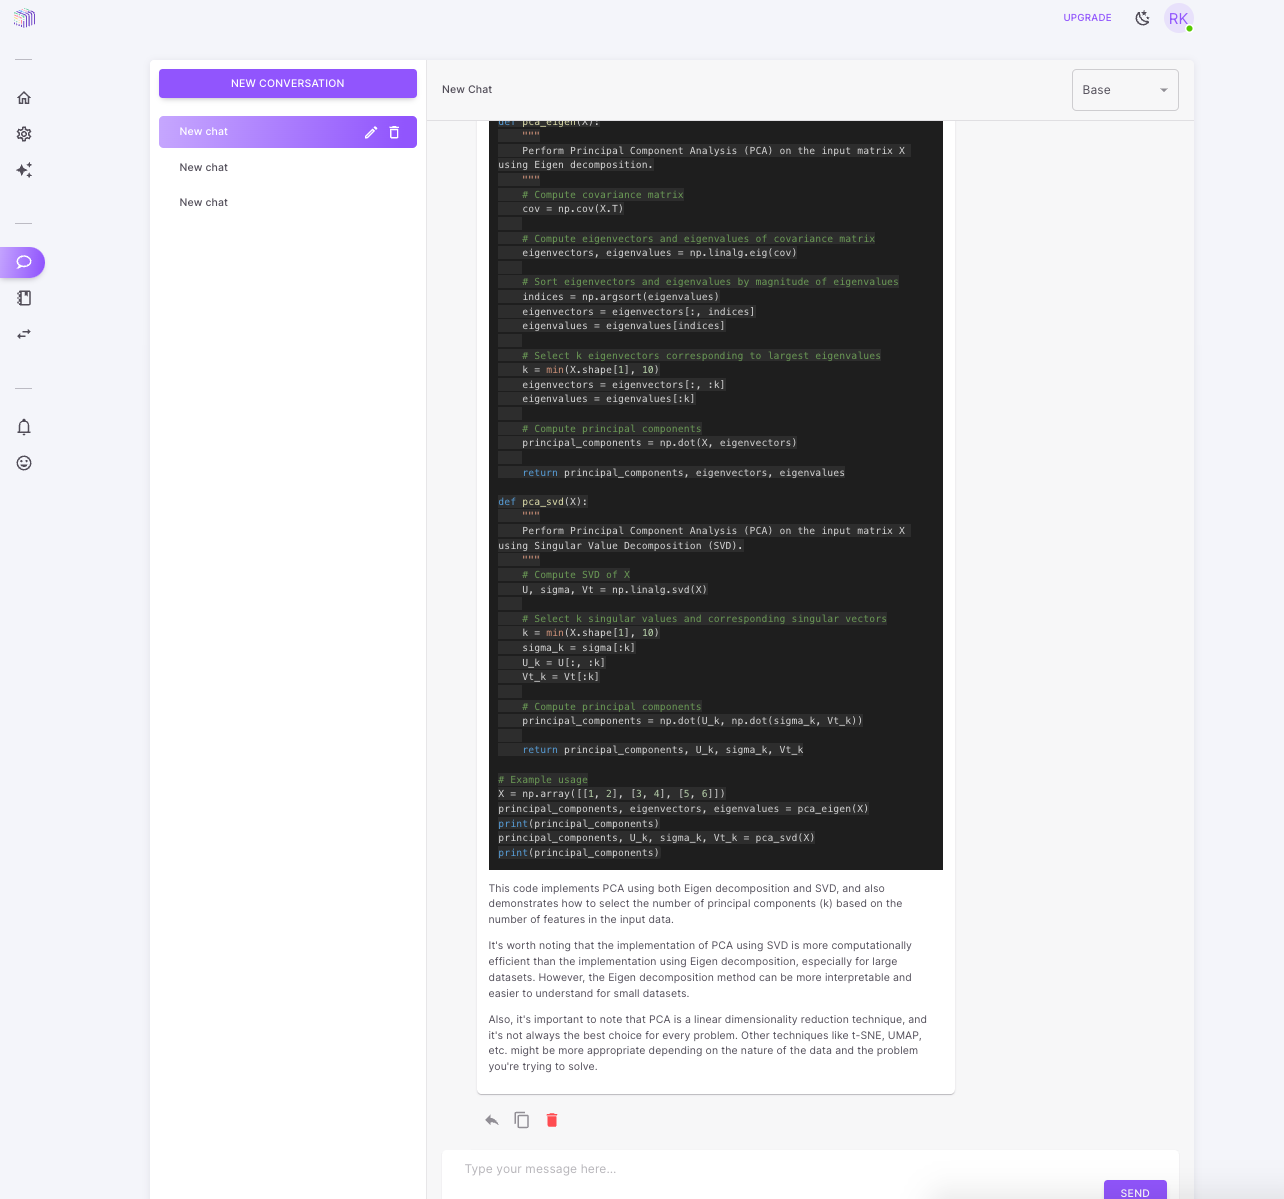 UPGRADE
RK
NEW CONVERSATION
New chat
New chat
New chat
New Chat
Base
def pca_eigen(X):
    """
    Perform Principal Component Analysis (PCA) on the input matrix X
using Eigen decomposition.
    """
    # Compute covariance matrix
    cov = np.cov(X.T)
    # Compute eigenvectors and eigenvalues of covariance matrix
    eigenvectors, eigenvalues = np.linalg.eig(cov)
    # Sort eigenvectors and eigenvalues by magnitude of eigenvalues
    indices = np.argsort(eigenvalues)
    eigenvectors = eigenvectors[:, indices]
    eigenvalues = eigenvalues[indices]
    # Select k eigenvectors corresponding to largest eigenvalues
    k = min(X.shape[1], 10)
    eigenvectors = eigenvectors[:, :k]
    eigenvalues = eigenvalues[:k]
    # Compute principal components
    principal_components = np.dot(X, eigenvectors)
    return principal_components, eigenvectors, eigenvalues
def pca_svd(X):
    """
    Perform Principal Component Analysis (PCA) on the input matrix X
using Singular Value Decomposition (SVD).
    """
    # Compute SVD of X
    U, sigma, Vt = np.linalg.svd(X)
    # Select k singular values and corresponding singular vectors
    k = min(X.shape[1], 10)
    sigma_k = sigma[:k]
    U_k = U[:, :k]
    Vt_k = Vt[:k]
    # Compute principal components
    principal_components = np.dot(U_k, np.dot(sigma_k, Vt_k))
    return principal_components, U_k, sigma_k, Vt_k
# Example usage
X = np.array([[1, 2], [3, 4], [5, 6]])
principal_components, eigenvectors, eigenvalues = pca_eigen(X)
print(principal_components)
principal_components, U_k, sigma_k, Vt_k = pca_svd(X)
print(principal_components)
This code implements PCA using both Eigen decomposition and SVD, and also
demonstrates how to select the number of principal components (k) based on the
number of features in the input data.
It's worth noting that the implementation of PCA using SVD is more computationally
efficient than the implementation using Eigen decomposition, especially for large
datasets. However, the Eigen decomposition method can be more interpretable and
easier to understand for small datasets.
Also, it's important to note that PCA is a linear dimensionality reduction technique, and
it's not always the best choice for every problem. Other techniques like t-SNE, UMAP,
etc. might be more appropriate depending on the nature of the data and the problem
you're trying to solve.
Type your message here...
SEND